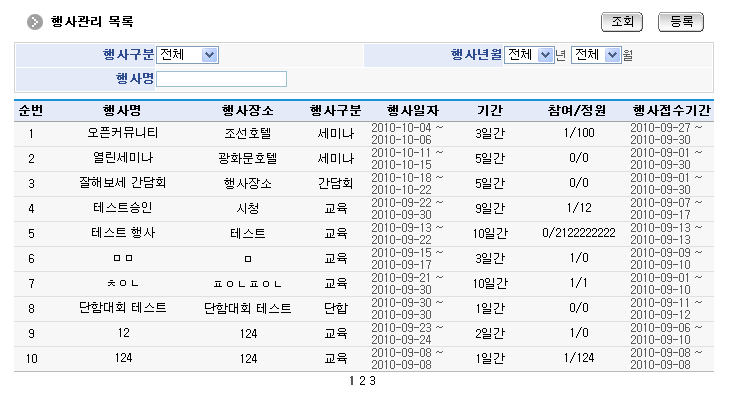 행사관리 목록
조회 등록
행사구분 전체 행사년월 전체 년 전체 월
행사명
순번 행사명 행사장소 행사구분 행사일자 기간 참여/정원 행사접수기간
1 오픈커뮤니티 조선호텔 세미나 2010-10-04 ~ 2010-10-06 3일간 1/100 2010-09-27 ~ 2010-09-30
2 열린세미나 광화문호텔 세미나 2010-10-11 ~ 2010-10-15 5일간 0/0 2010-09-01 ~ 2010-09-30
3 잘해보세 간담회 행사장소 간담회 2010-10-18 ~ 2010-10-22 5일간 0/0 2010-09-01 ~ 2010-09-30
4 테스트승인 시청 교육 2010-09-22 ~ 2010-09-30 9일간 1/12 2010-09-07 ~ 2010-09-17
5 테스트 행사 테스트 교육 2010-09-13 ~ 2010-09-22 10일간 0/2122222222 2010-09-13 ~ 2010-09-13
6 ㅁㅁ ㅁ 교육 2010-09-15 ~ 2010-09-17 3일간 1/0 2010-09-09 ~ 2010-09-10
7 ㅊㅇㄴ ㅍㅇㄴㅍㅇㄴ 교육 2010-09-21 ~ 2010-09-30 10일간 1/1 2010-09-01 ~ 2010-09-10
8 단합대회 테스트 단합대회 테스트 단합 2010-09-30 ~ 2010-09-30 1일간 0/0 2010-09-11 ~ 2010-09-12
9 12 124 교육 2010-09-23 ~ 2010-09-24 2일간 1/0 2010-09-06 ~ 2010-09-10
10 124 124 교육 2010-09-08 ~ 2010-09-08 1일간 1/124 2010-09-08 ~ 2010-09-08
1 2 3